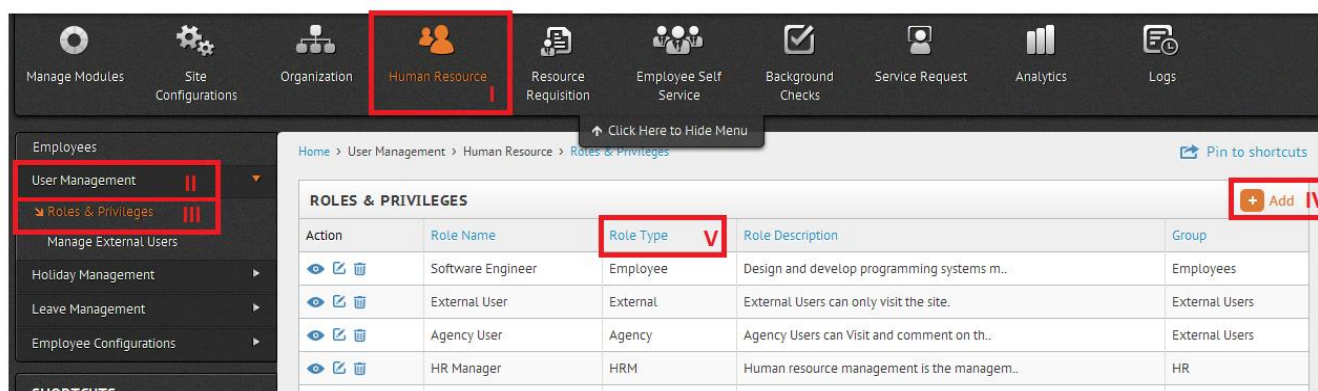 Manage Modules
Site Configurations
Organization
Human Resource
I
Resource Requisition
Employee Self Service
Background Checks
Service Request
Analytics
Logs
Click Here to Hide Menu
Employees
User Management II
Roles & Privileges III
Manage External Users
Holiday Management
Leave Management
Employee Configurations
SHORTCUTS
Home > User Management > Human Resource > Roles & Privileges
Pin to shortcuts
ROLES & PRIVILEGES
+ Add IV
Action Role Name Role Type V Role Description Group
Software Engineer Employee Design and develop programming systems m.. Employees
External User External External Users can only visit the site. External Users
Agency User Agency Agency Users can Visit and comment on th.. External Users
HR Manager HRM Human resource management is the managem.. HR